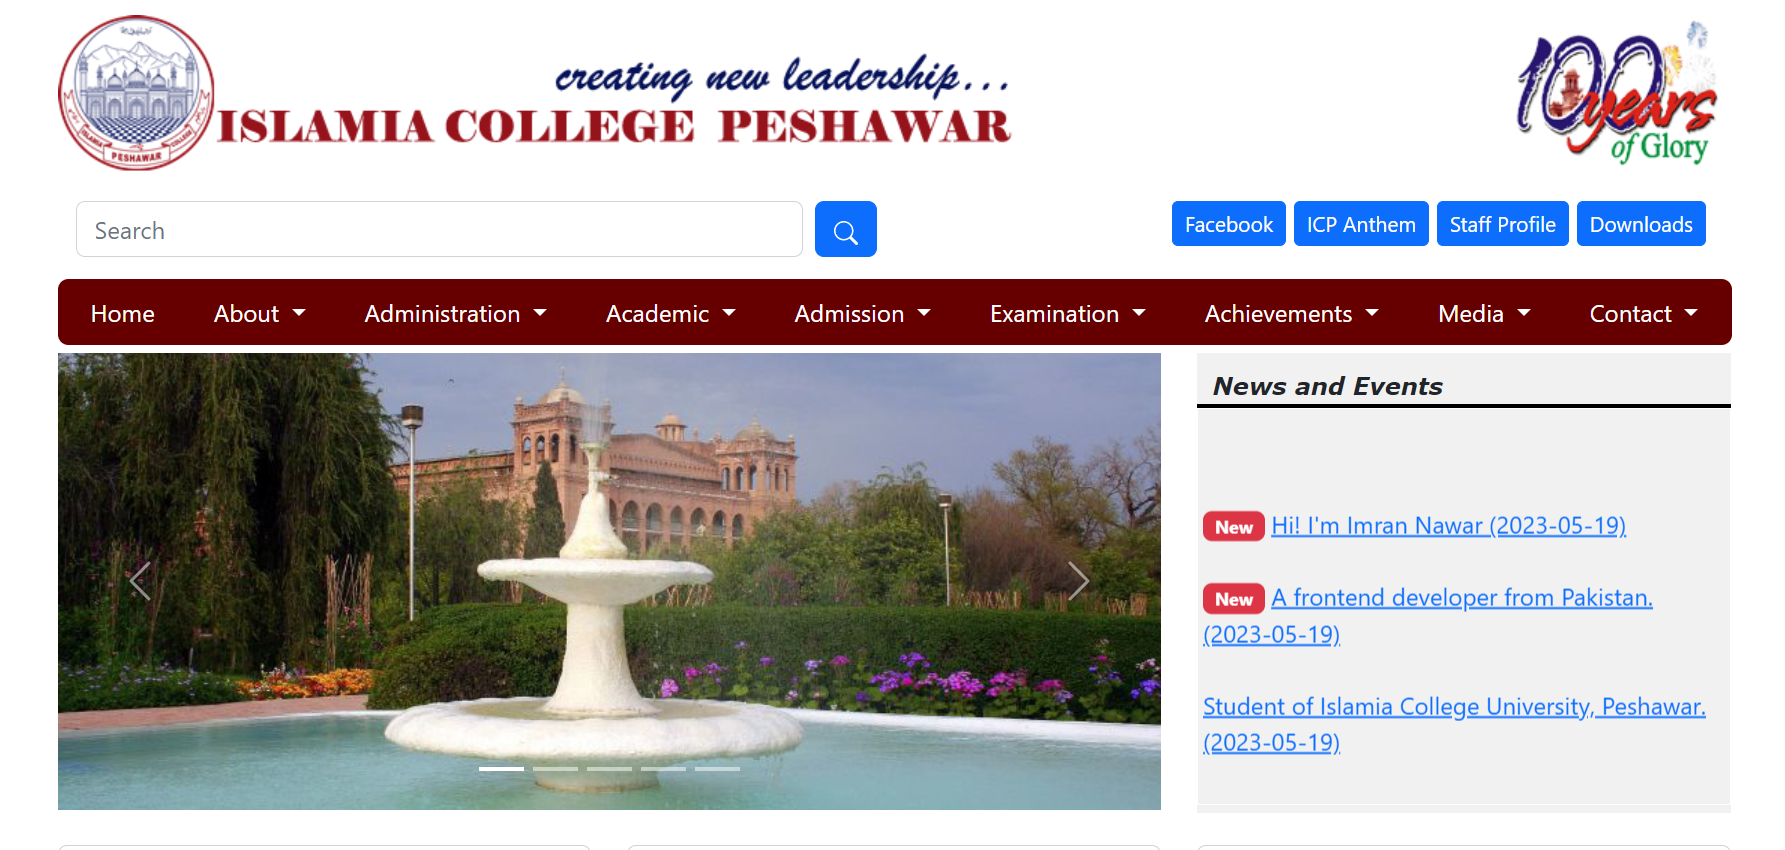 creating new leadership...
ISLAMIA COLLEGE PESHAWAR
PESHAWAR
100 years
of Glory
Search
Facebook ICP Anthem Staff Profile Downloads
Home About Administration Academic Admission Examination Achievements Media Contact
News and Events
New Hi! I'm Imran Nawar (2023-05-19)
New A frontend developer from Pakistan.
(2023-05-19)
Student of Islamia College University, Peshawar.
(2023-05-19)